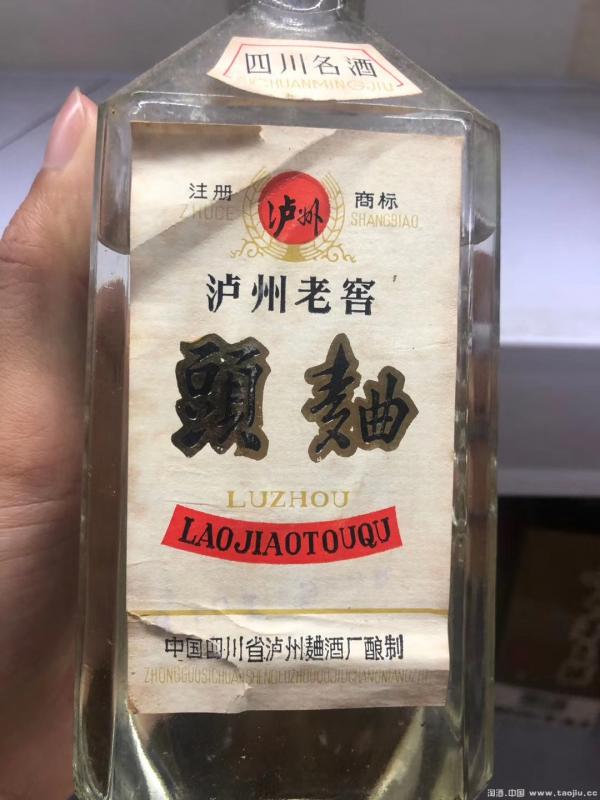 四川名酒
SICHUANMINGJIU
注册 泸州 商标
ZHUCE SHANGBIAO
泸州老窖
頭麯
LUZHOU
LAOJIAOTOUQU
中国四川省泸州麯酒厂酿制
淘酒.中国 www.taojiu.cc